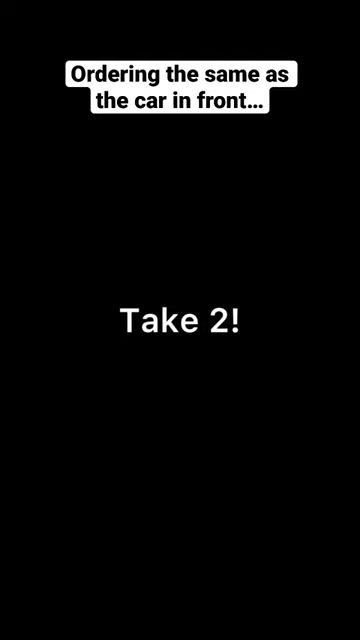 Ordering the same as
the car in front...
Take 2!